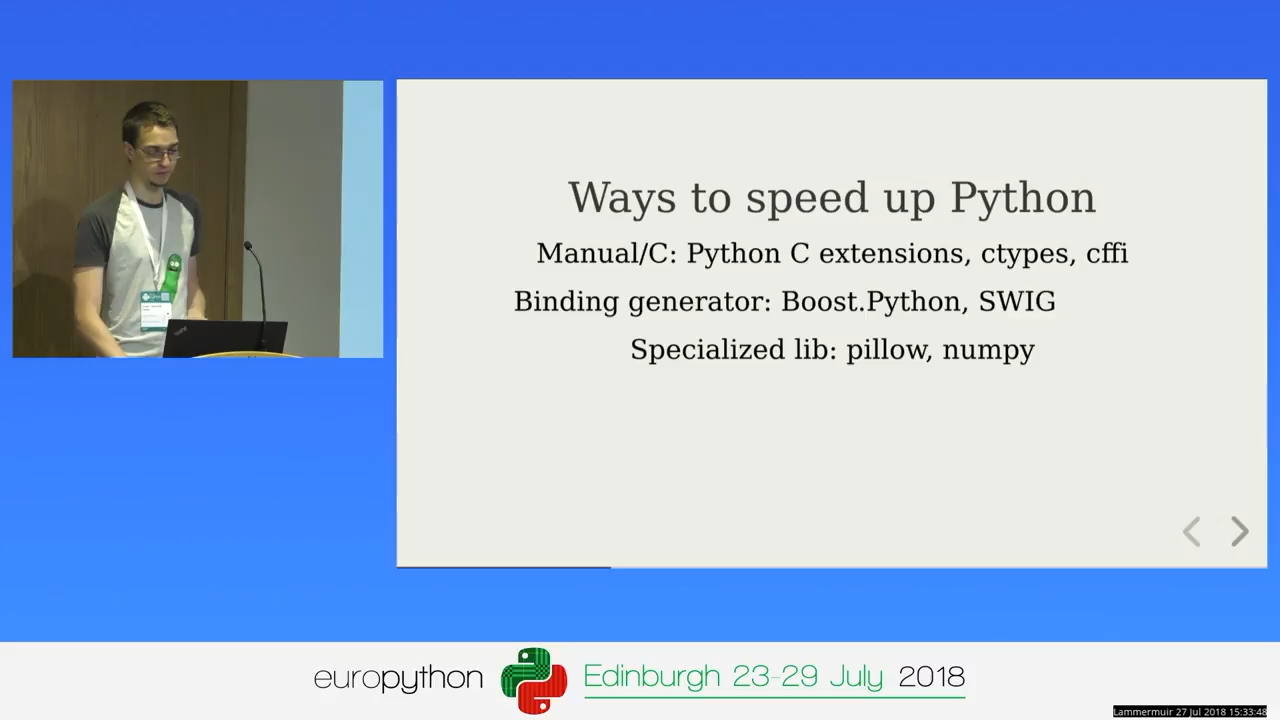 Ways to speed up Python
Manual/C: Python C extensions, ctypes, cffi
Binding generator: Boost.Python, SWIG
Specialized lib: pillow, numpy
europython
Edinburgh 23-29 July 2018
Lammermuir 27 Jul 2018 15:33:48